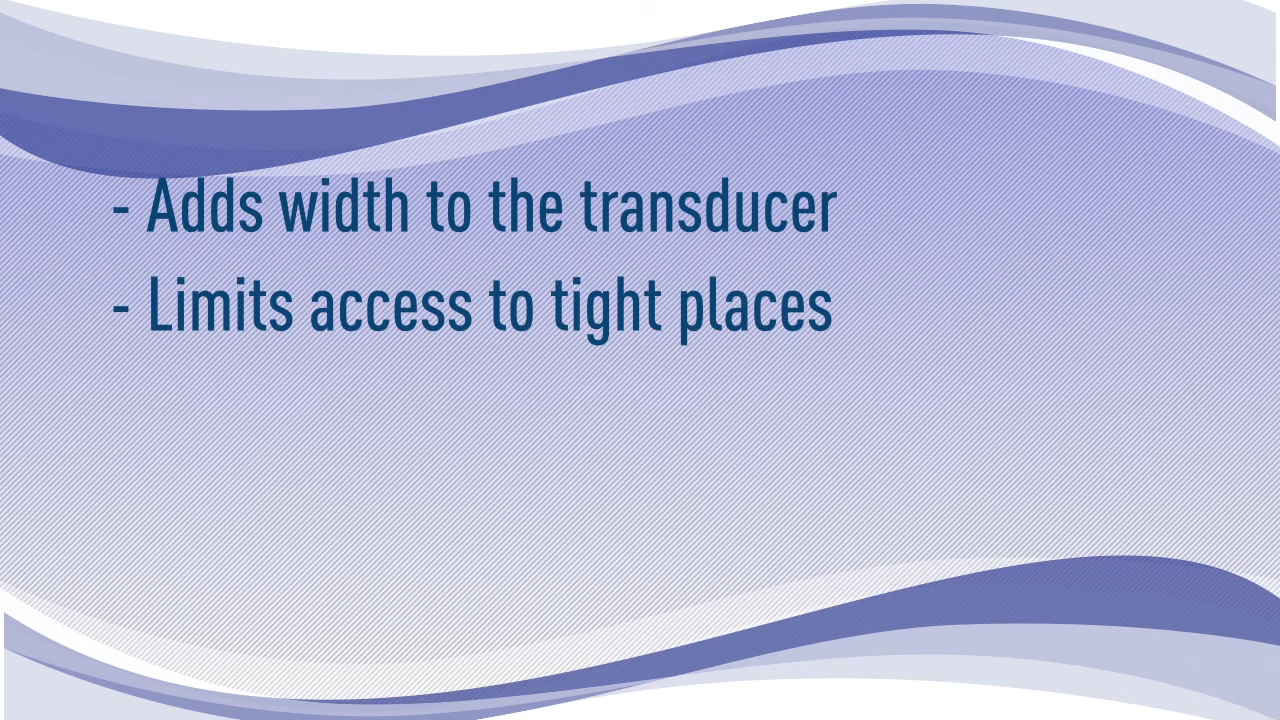 - Adds width to the transducer
- Limits access to tight places